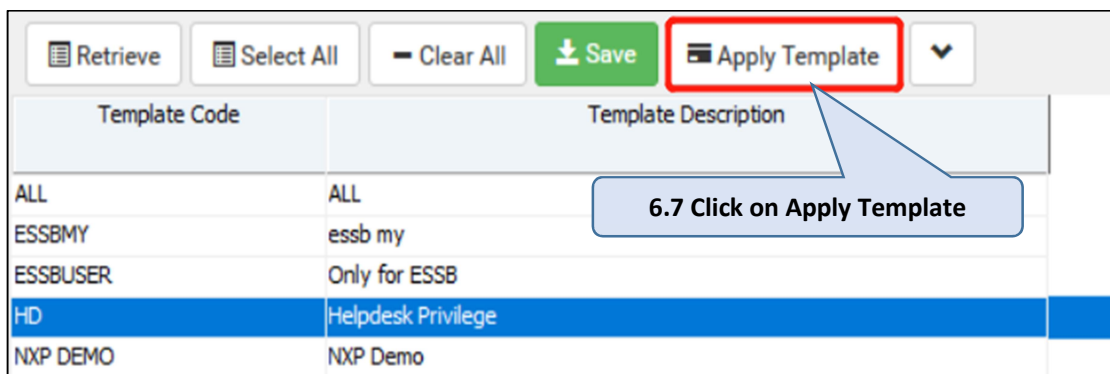 Retrieve Select All Clear All Save Apply Template
Template Code Template Description
ALL ALL
6.7 Click on Apply Template
ESSBMY essb my
ESSBUSER Only for ESSB
HD Helpdesk Privilege
NXP DEMO NXP Demo